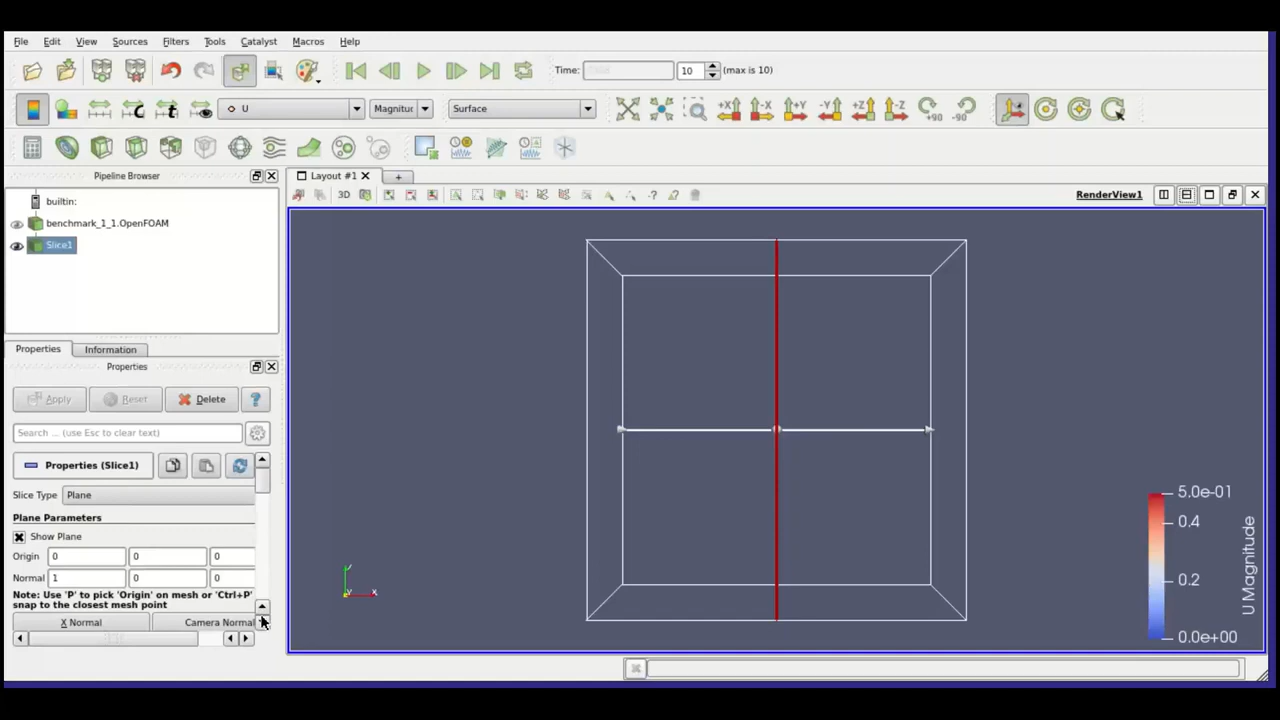 File Edit View Sources Filters Tools Catalyst Macros Help
Time: 10 (max is 10)
U Magnituc Surface +X -X +Y -Y +Z -Z +90 -90
Pipeline Browser
Layout #1
builtin:
3D RenderView1
benchmark_1_1.OpenFOAM
Slice1
Properties Information
Properties
Apply Reset Delete ?
Search ... (use Esc to clear text)
Properties (Slice1)
Slice Type Plane
Plane Parameters
Show Plane
Origin 0 0 0
Normal 1 0 0
Note: Use 'P' to pick 'Origin' on mesh or 'Ctrl+P'
snap to the closest mesh point
X Normal Camera Normal
Y
X
5.0e-01
0.4
0.2
0.0e+00
U Magnitude